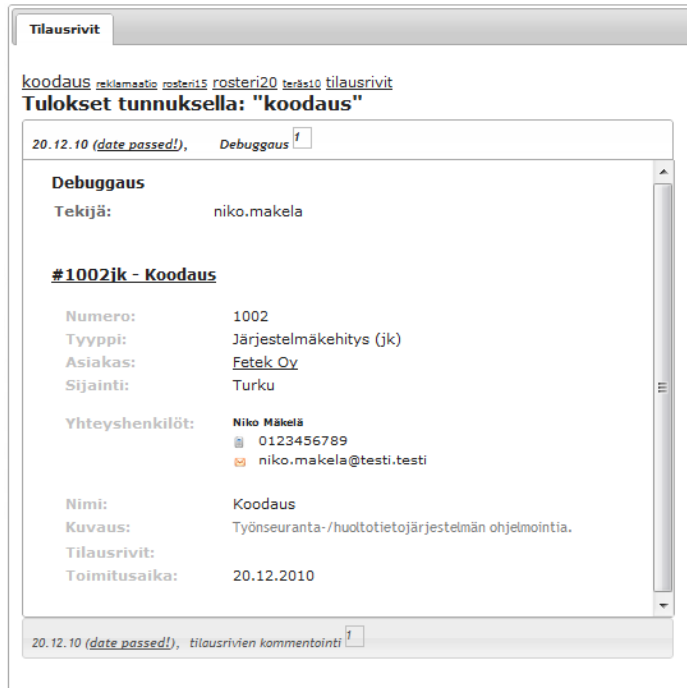 Tilausrivit
koodaus reklamaatio rosteri15 rosteri20 teräs10 tilausrivit
Tulokset tunnuksella: "koodaus"
20.12.10 (date passed!), Debuggaus 1
Debuggaus
Tekijä: niko.makela
#1002jk - Koodaus
Numero: 1002
Tyyppi: Järjestelmäkehitys (jk)
Asiakas: Fetek Oy
Sijainti: Turku
Yhteyshenkilöt: Niko Mäkelä
0123456789
niko.makela@testi.testi
Nimi: Koodaus
Kuvaus: Työnseuranta-/huoltotietojärjestelmän ohjelmointia.
Tilausrivit:
Toimitusaika: 20.12.2010
20.12.10 (date passed!), tilausrivien kommentointi 1